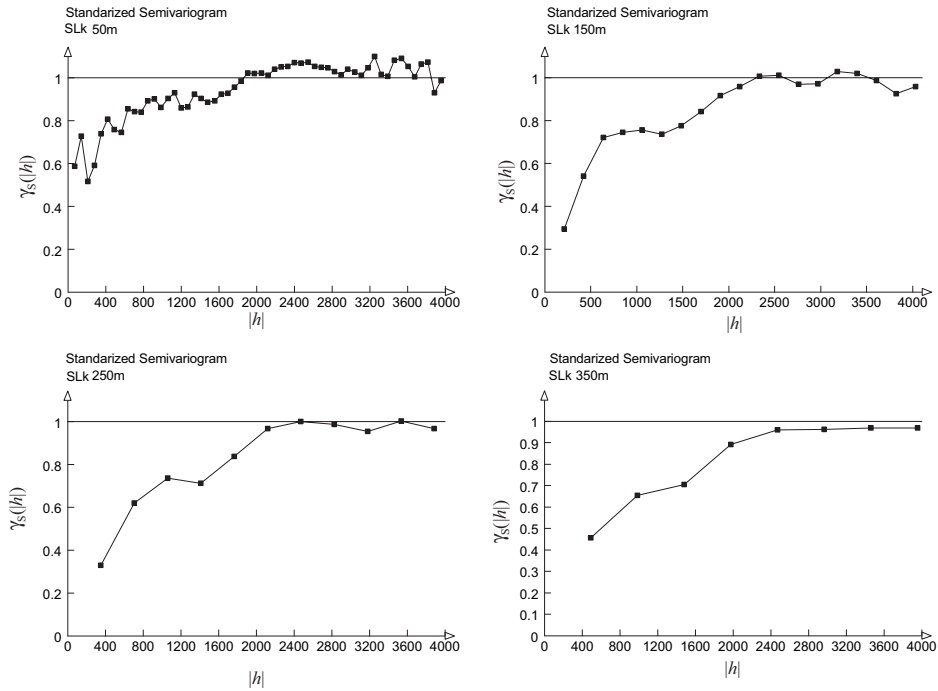 Standarized Semivariogram
SLk 50m
1
0.8
0.6
0.4
0.2
0
γS(|h|)
0 400 800 1200 1600 2000 2400 2800 3200 3600 4000
|h|
Standarized Semivariogram
SLk 150m
1
0.8
0.6
0.4
0.2
0
γS(|h|)
0 500 1000 1500 2000 2500 3000 3500 4000
|h|
Standarized Semivariogram
SLk 250m
1
0.8
0.6
0.4
0.2
0
γS(|h|)
400 800 1200 1600 2000 2400 2800 3200 3600 4000
|h|
Standarized Semivariogram
SLk 350m
1
0.9
0.8
0.7
0.6
0.5
0.4
0.3
0.2
0.1
0
γS(|h|)
400 800 1200 1600 2000 2400 2800 3200 3600 4000
|h|